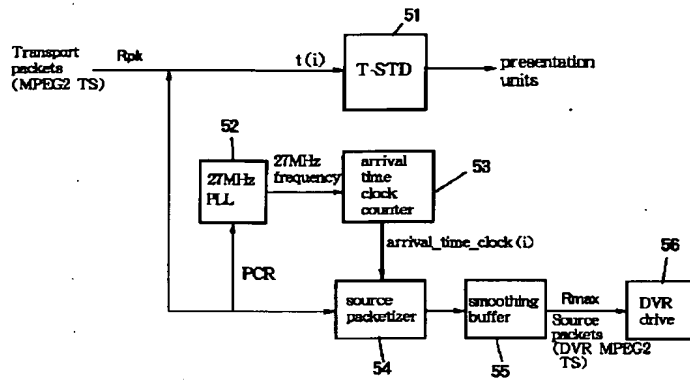 51
Transport
packets
(MPEG2 TS)
Rpk
t(i)
T-STD
presentation
units
52
27MHz
PLL
27MHz
frequency
arrival
time
clock
counter
53
arrival_time_clock(i)
PCR
source
packetizer
54
smoothing
buffer
55
Rmax
Source
packets
(DVR MPEG2
TS)
56
DVR
drive